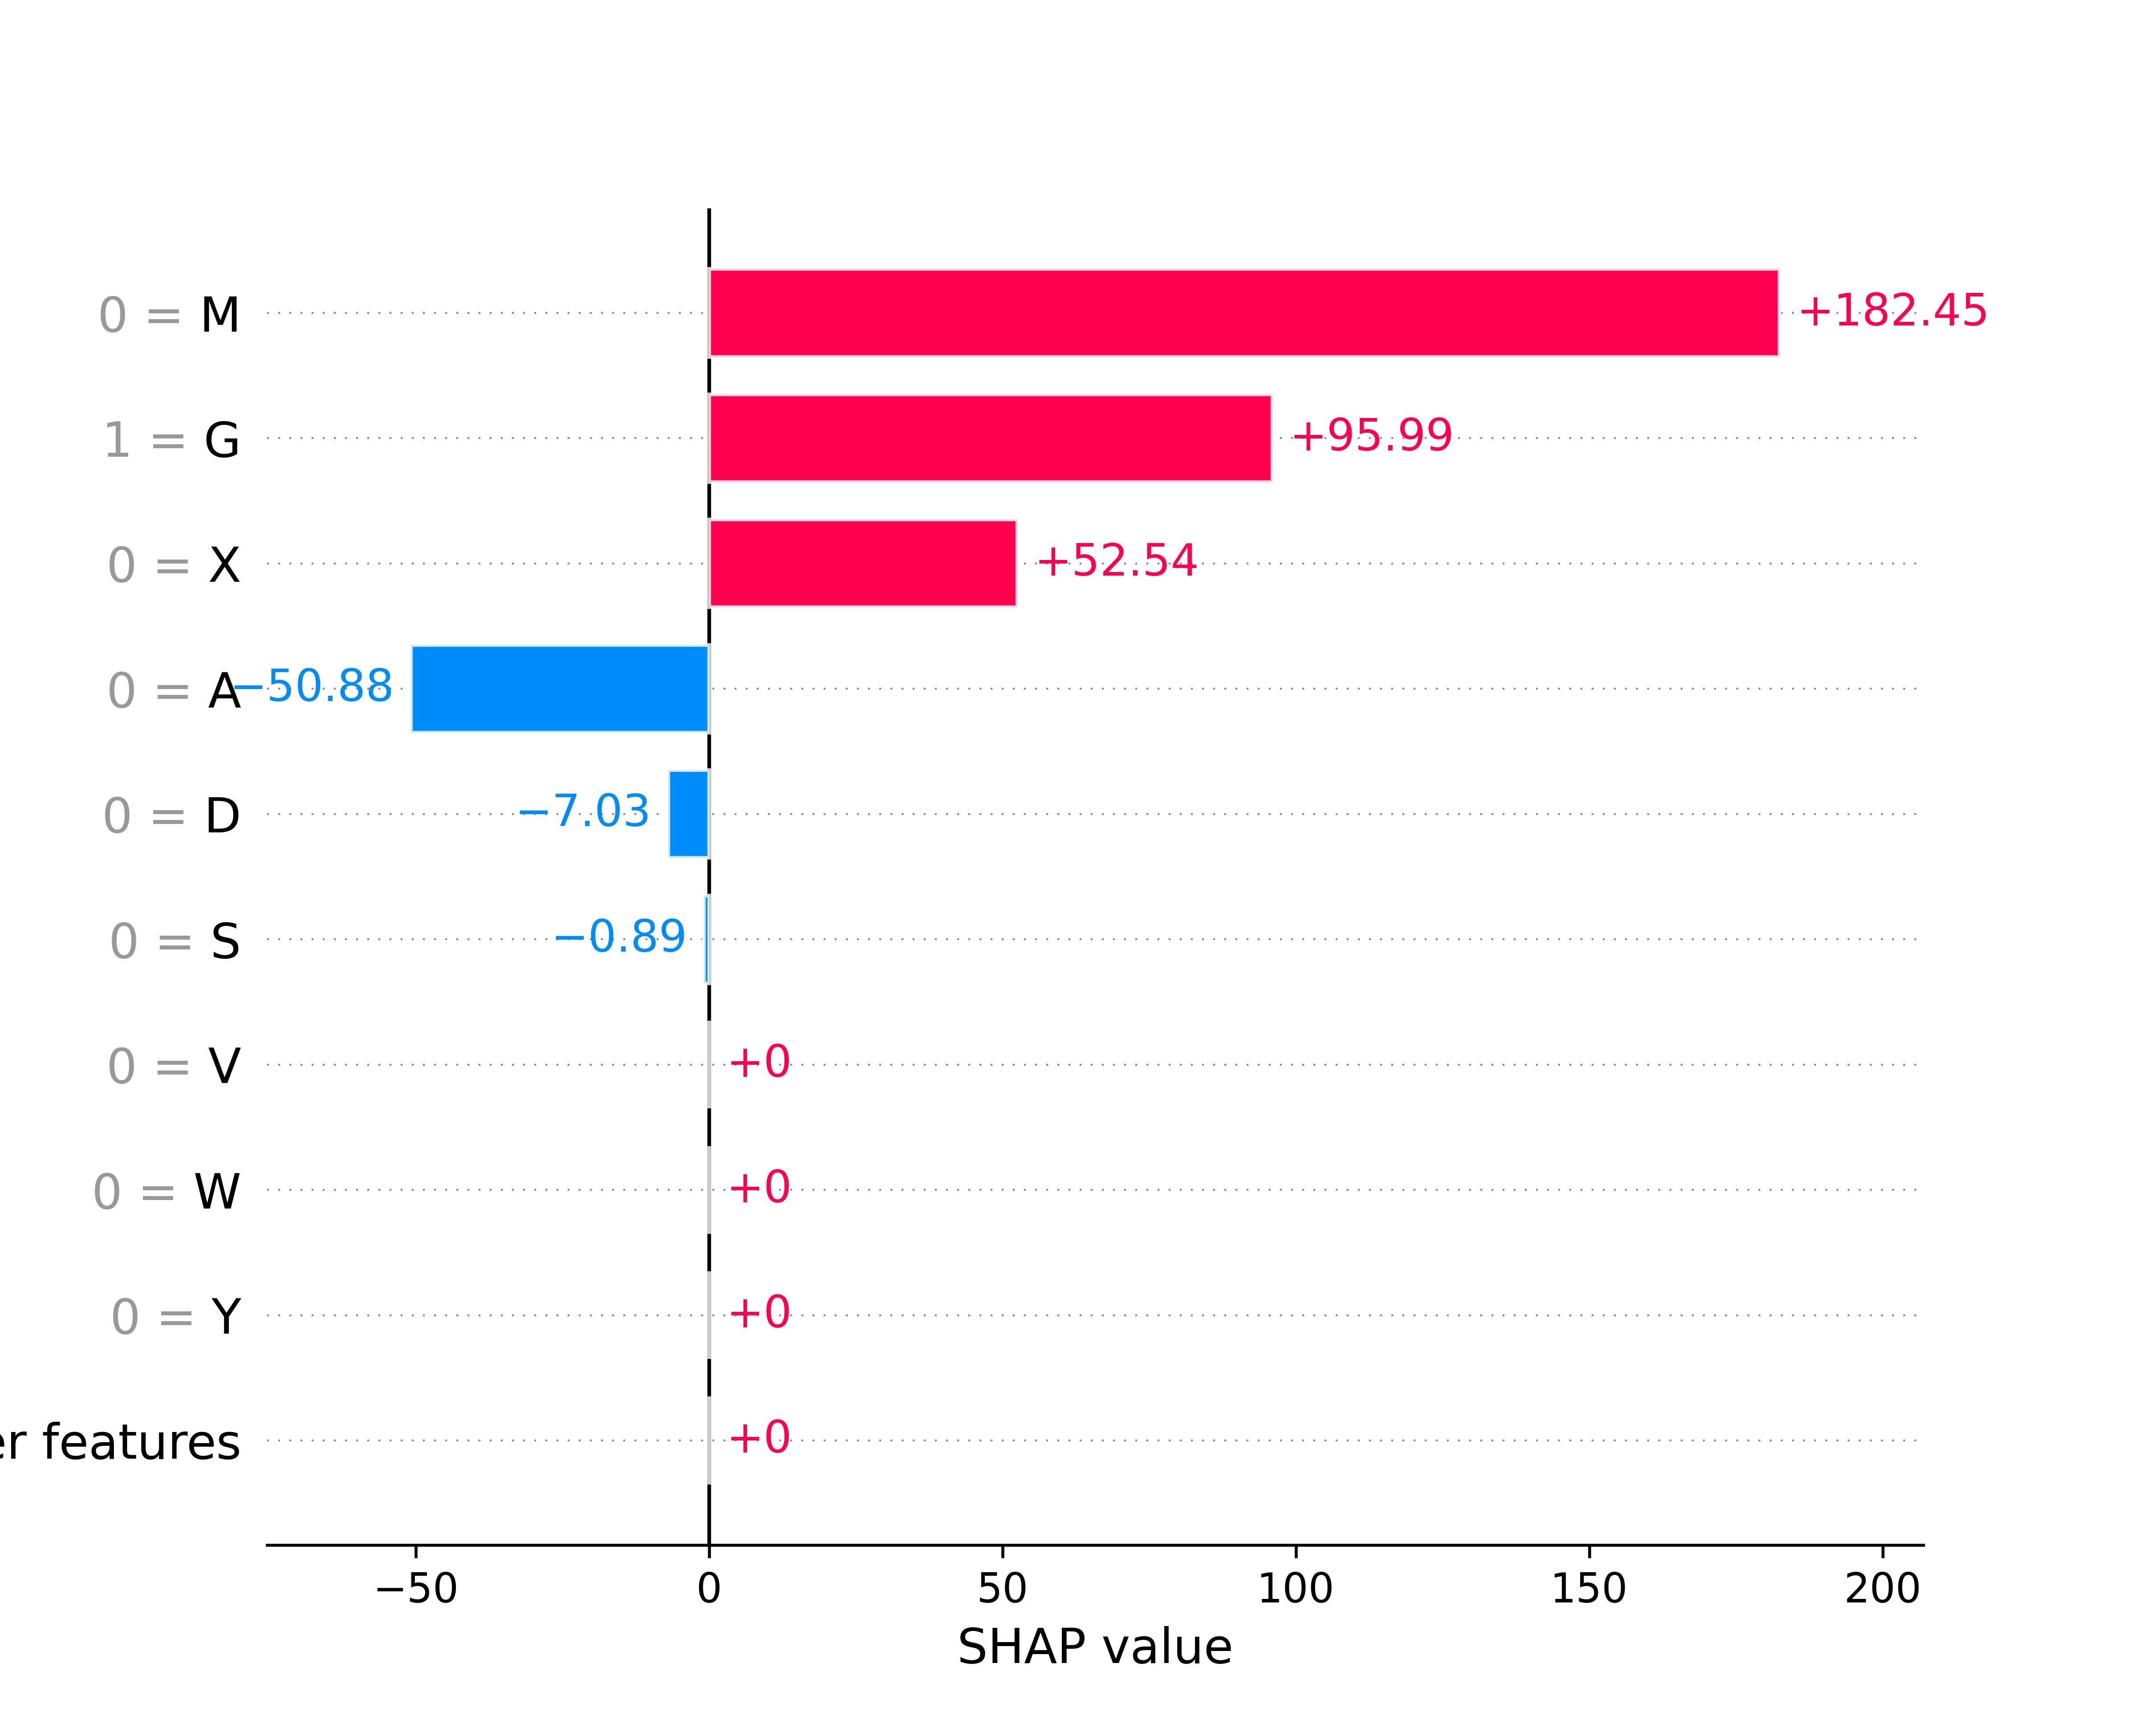 0 = M +182.45
1 = G +95.99
0 = X +52.54
0 = A −50.88
0 = D −7.03
0 = S −0.89
0 = V +0
0 = W +0
0 = Y +0
features +0
−50 0 50 100 150 200
SHAP value